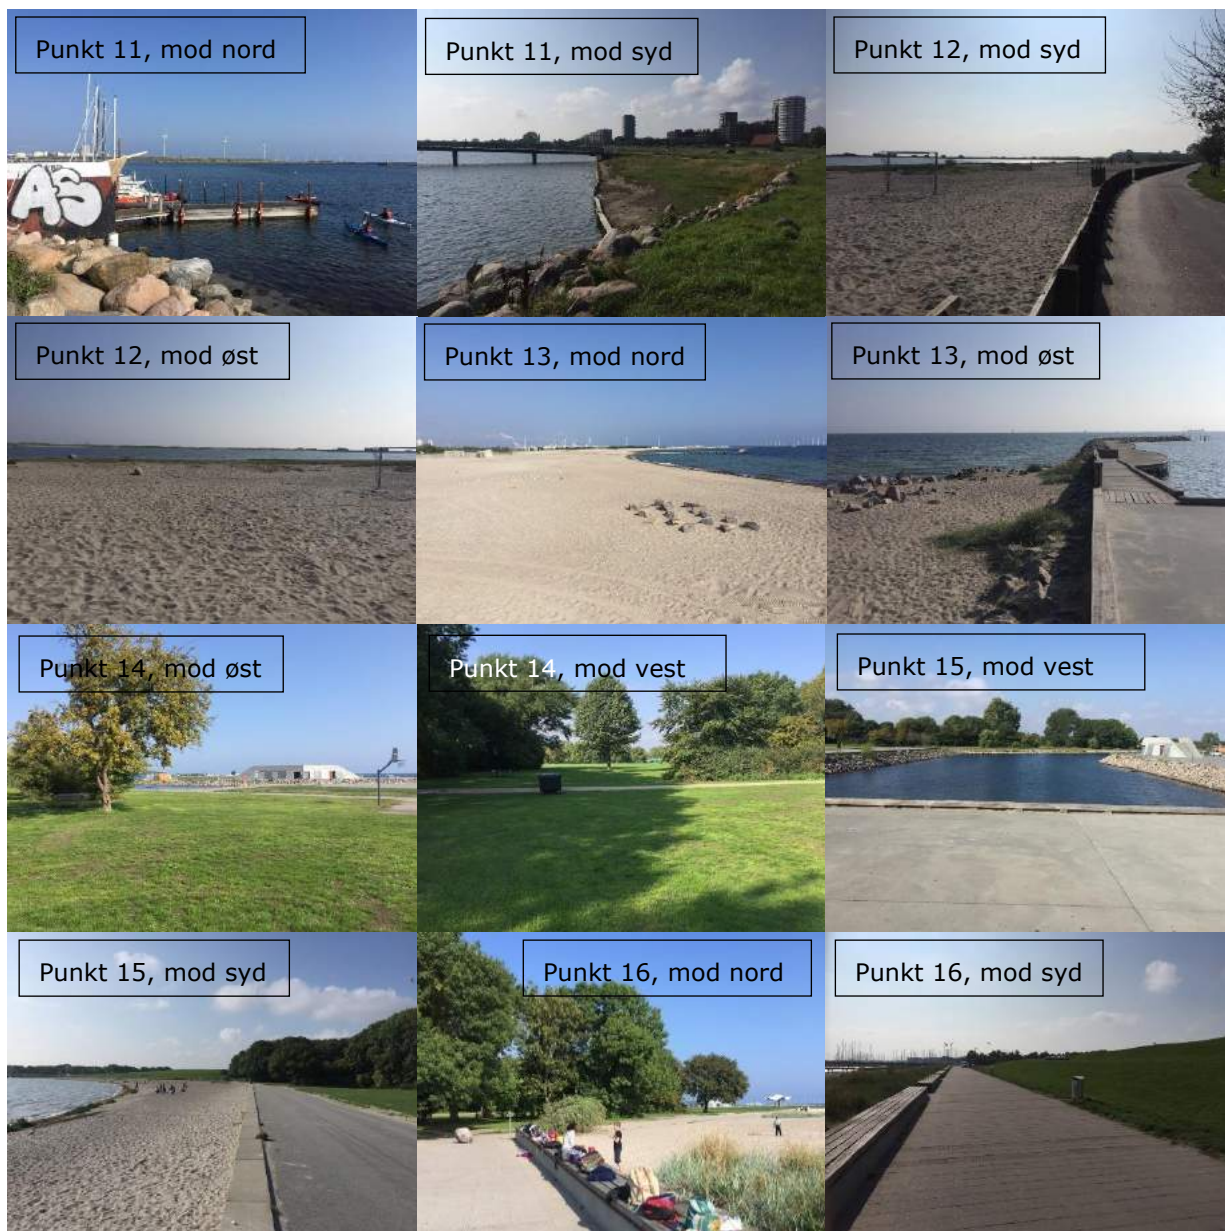 Punkt 11, mod nord
Punkt 11, mod syd
Punkt 12, mod syd
AS
Punkt 12, mod øst
Punkt 13, mod nord
Punkt 13, mod øst
Punkt 14, mod øst
Punkt 14, mod vest
Punkt 15, mod vest
Punkt 15, mod syd
Punkt 16, mod nord
Punkt 16, mod syd